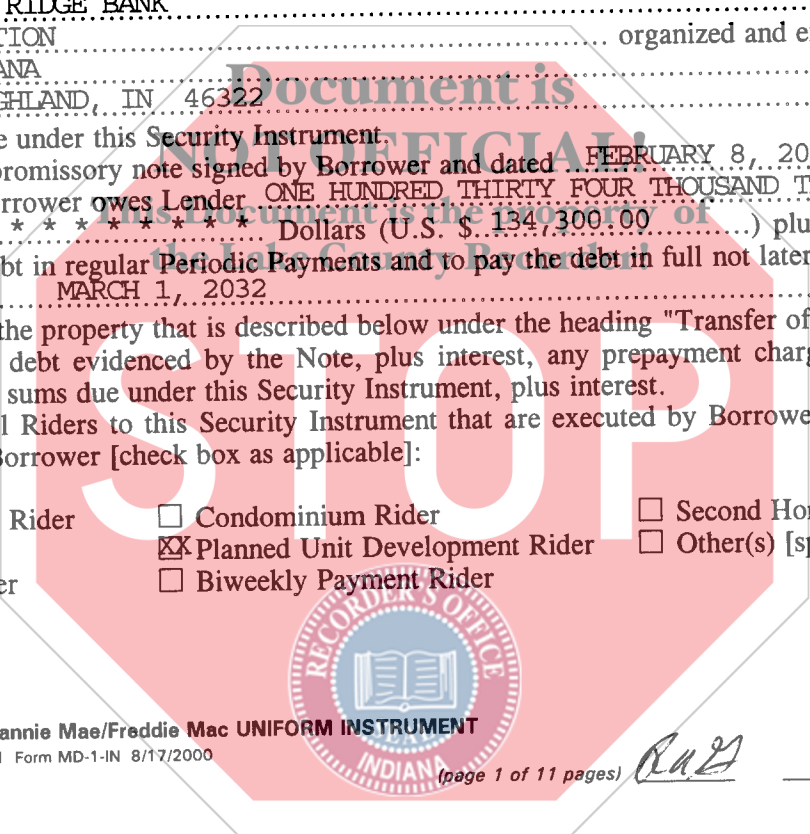 RIDGE BANK
TION organized and e
ANA
GHLAND, IN 46322
e under this Security Instrument.
promissory note signed by Borrower and dated FEBRUARY 8, 20
rrower owes Lender ONE HUNDRED THIRTY FOUR THOUSAND T
* * * * * * * * Dollars (U.S. $ 134,300.00 ) plu
bt in regular Periodic Payments and to pay the debt in full not later
MARCH 1, 2032
the property that is described below under the heading "Transfer of
debt evidenced by the Note, plus interest, any prepayment charg
sums due under this Security Instrument, plus interest.
l Riders to this Security Instrument that are executed by Borrowe
Borrower [check box as applicable]:
Rider ☐ Condominium Rider ☐ Second Ho
XX Planned Unit Development Rider ☐ Other(s) [sp
er ☐ Biweekly Payment Rider
annie Mae/Freddie Mac UNIFORM INSTRUMENT
Form MD-1-IN 8/17/2000
(page 1 of 11 pages)
Document is
NOT OFFICIAL!
This Document is the property of
the Lake County Recorder!
STOP
RECORDER'S OFFICE
SEAL
INDIANA